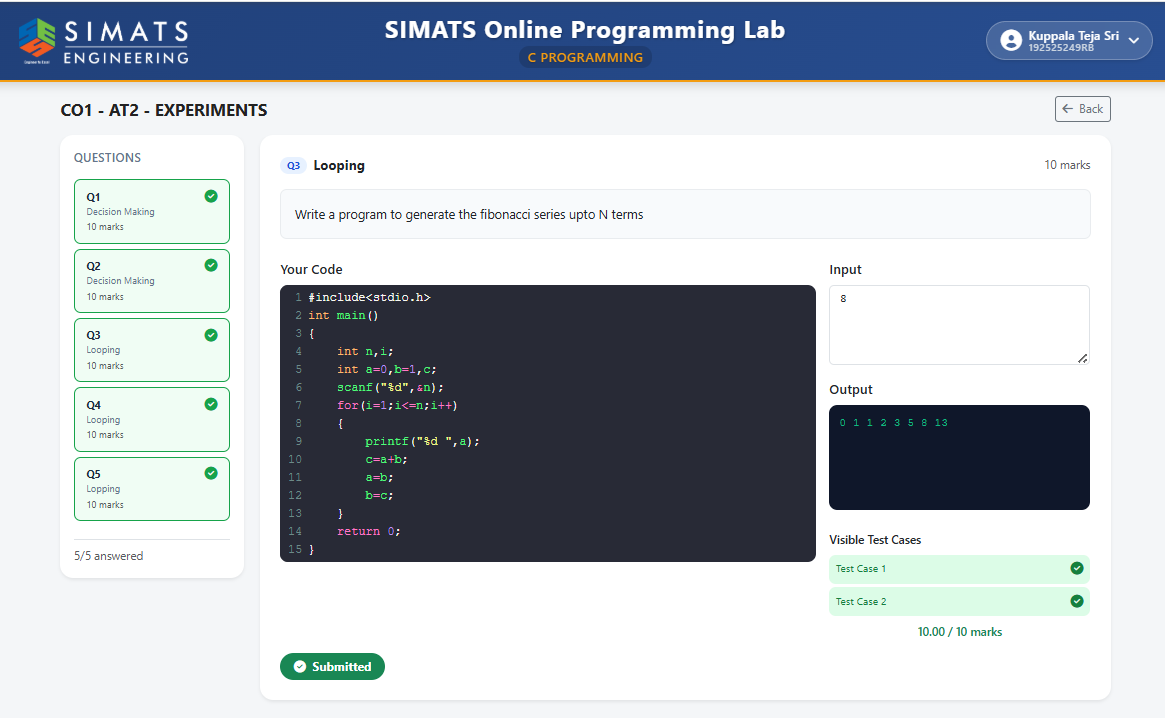 SIMATS
ENGINEERING
Engineer to Excel
SIMATS Online Programming Lab
C PROGRAMMING
Kuppala Teja Sri
192525249RB
CO1 - AT2 - EXPERIMENTS
← Back
QUESTIONS
Q1
Decision Making
10 marks
Q2
Decision Making
10 marks
Q3
Looping
10 marks
Q4
Looping
10 marks
Q5
Lopping
10 marks
5/5 answered
Q3 Looping
10 marks
Write a program to generate the fibonacci series upto N terms
Your Code
1 #include<stdio.h>
2 int main()
3 {
4     int n,i;
5     int a=0,b=1,c;
6     scanf("%d",&n);
7     for(i=1;i<=n;i++)
8     {
9         printf("%d ",a);
10         c=a+b;
11         a=b;
12         b=c;
13     }
14     return 0;
15 }
Input
8
Output
0 1 1 2 3 5 8 13
Visible Test Cases
Test Case 1
Test Case 2
10.00 / 10 marks
Submitted